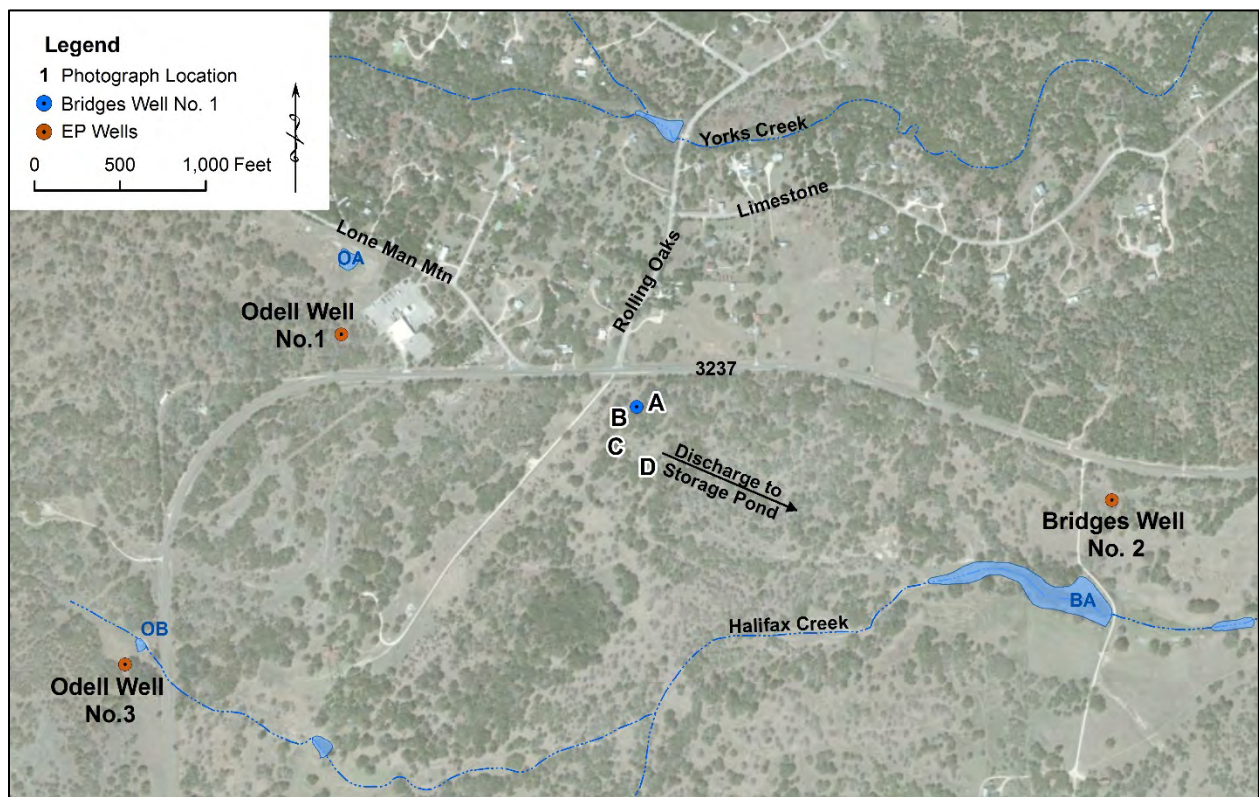 Legend
1 Photograph Location
Bridges Well No. 1
EP Wells
0 500 1,000 Feet
Yorks Creek
Limestone
Lone Man Mtn
OA
Rolling Oaks
Odell Well
No.1
3237
A
B
C
D
Discharge to
Storage Pond
Bridges Well
No. 2
BA
Halifax Creek
OB
Odell Well
No.3